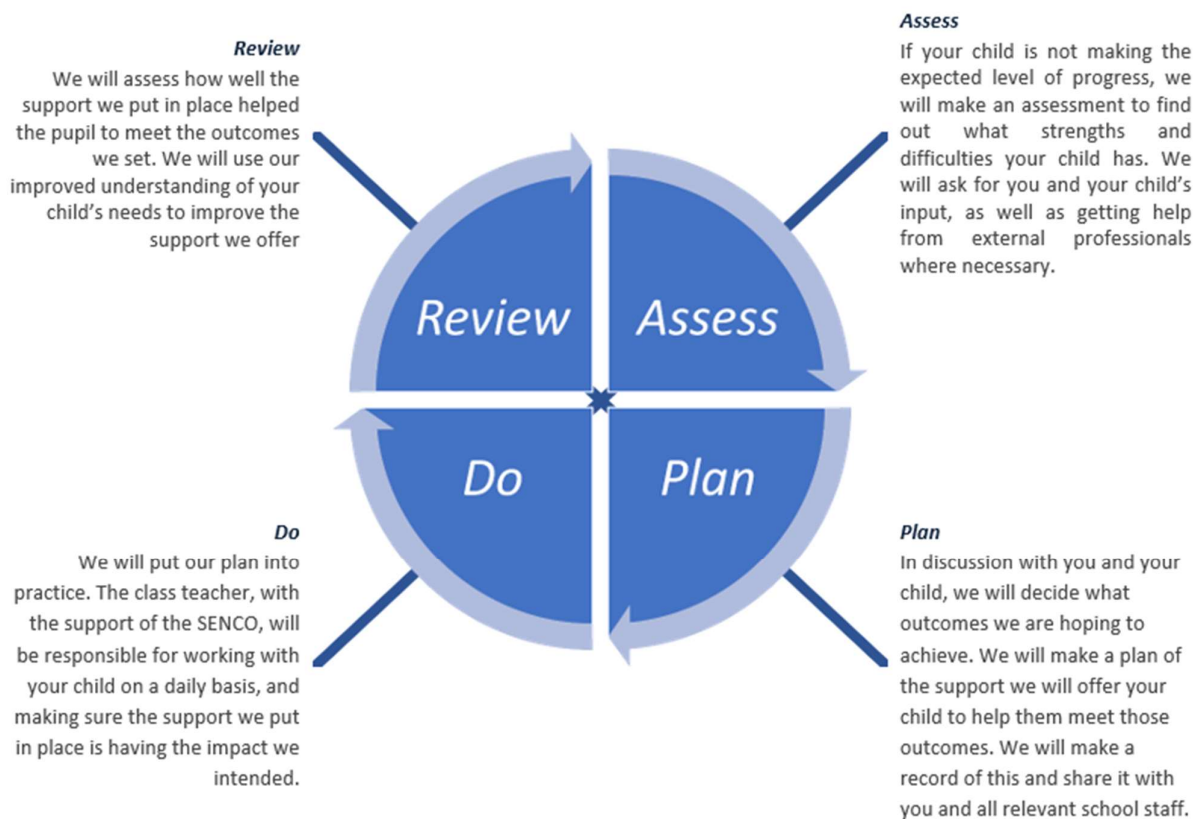 Review
We will assess how well the
support we put in place helped
the pupil to meet the outcomes
we set. We will use our
improved understanding of your
child’s needs to improve the
support we offer
Assess
If your child is not making the
expected level of progress, we
will make an assessment to find
out what strengths and
difficulties your child has. We
will ask for you and your child’s
input, as well as getting help
from external professionals
where necessary.
Review
Assess
Do
Plan
Do
We will put our plan into
practice. The class teacher, with
the support of the SENCO, will
be responsible for working with
your child on a daily basis, and
making sure the support we put
in place is having the impact we
intended.
Plan
In discussion with you and your
child, we will decide what
outcomes we are hoping to
achieve. We will make a plan of
the support we will offer your
child to help them meet those
outcomes. We will make a
record of this and share it with
you and all relevant school staff.